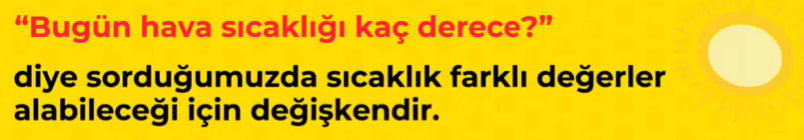 “Bugün hava sıcaklığı kaç derece?”
diye sorduğumuzda sıcaklık farklı değerler
alabileceği için değişkendir.